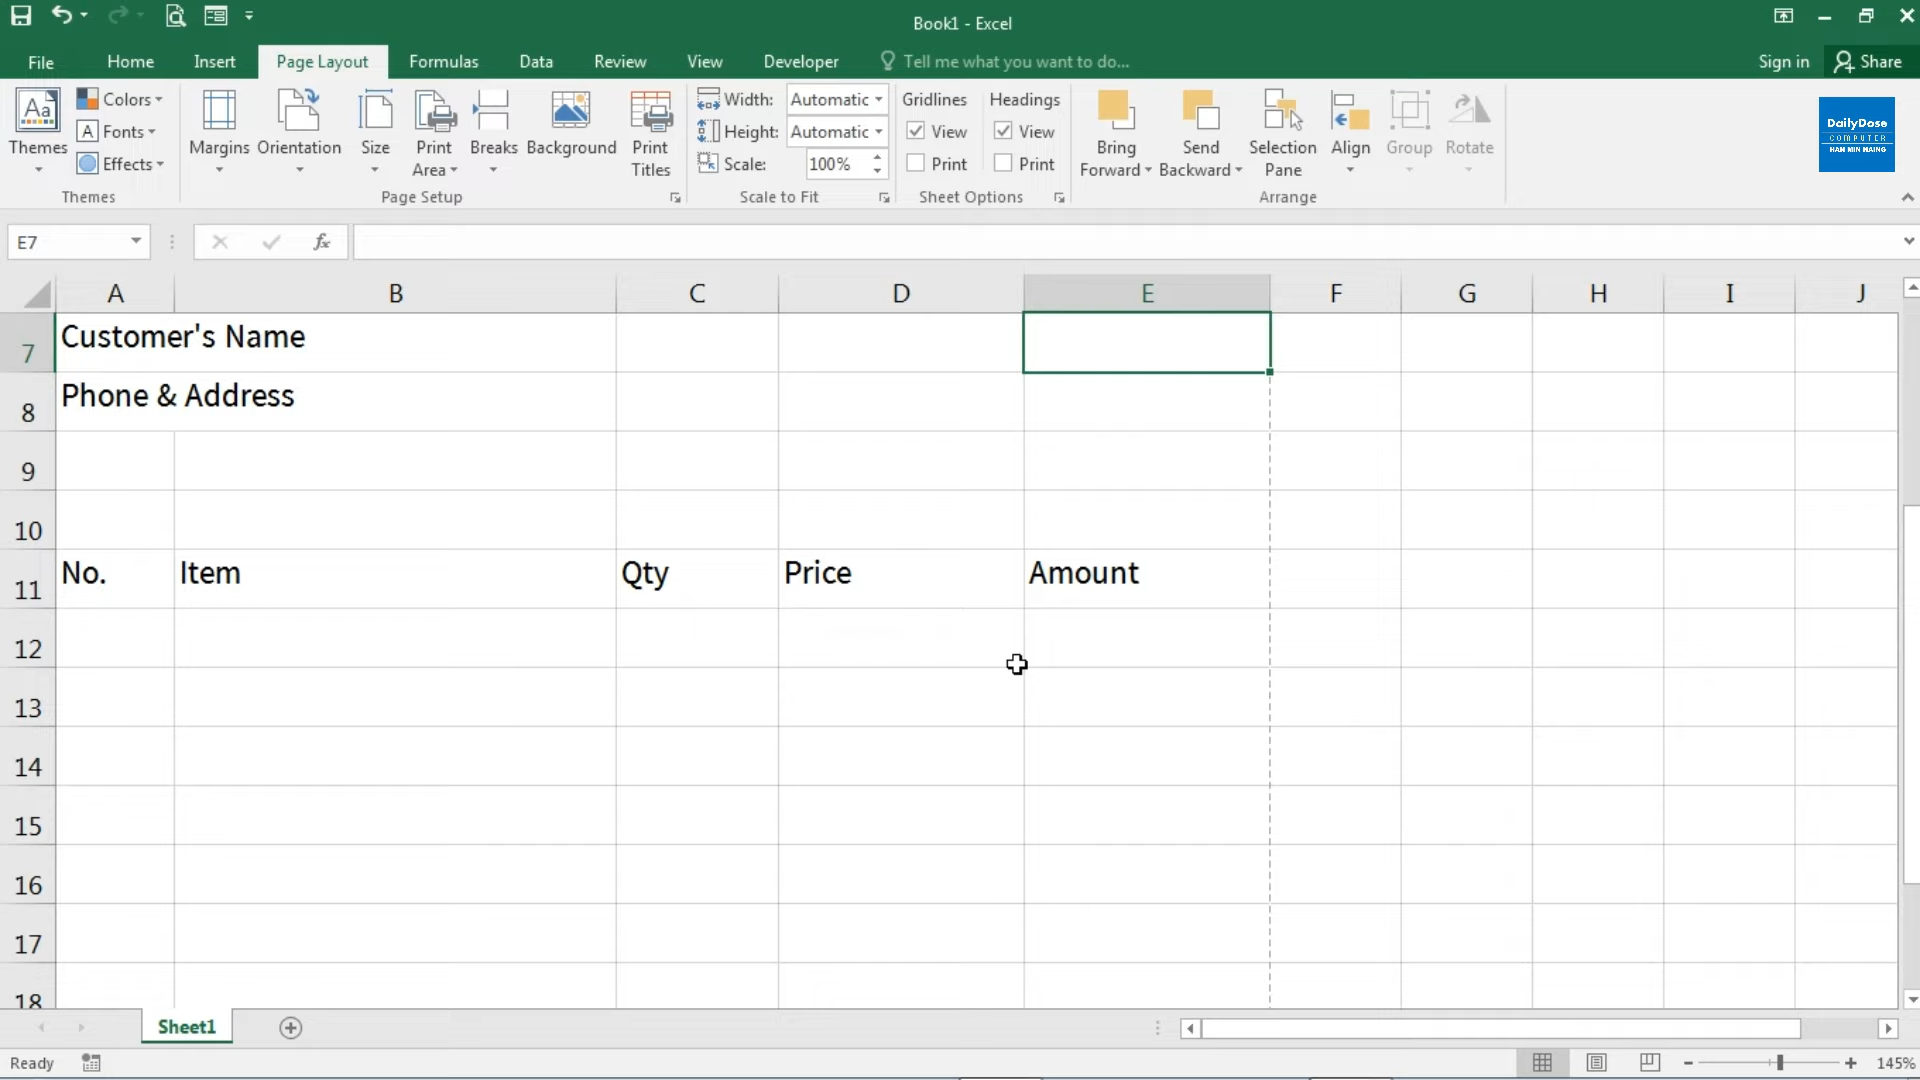 Book1 - Excel
File Home Insert Page Layout Formulas Data Review View Developer Tell me what you want to do... Sign in Share
Themes Colors Fonts Effects
Margins Orientation Size Print Area Breaks Background Print Titles
Width: Automatic
Height: Automatic
Scale: 100%
Gridlines Headings
View View
Print Print
Bring Forward Send Backward Selection Pane Align Group Rotate
Themes Page Setup Scale to Fit Sheet Options Arrange
DailyDose
COMPUTER
HAN MIN NAING
E7 fx
A B C D E F G H I J
7 Customer's Name
8 Phone & Address
9
10
11 No. Item Qty Price Amount
12
13
14
15
16
17
18
Sheet1
Ready 145%